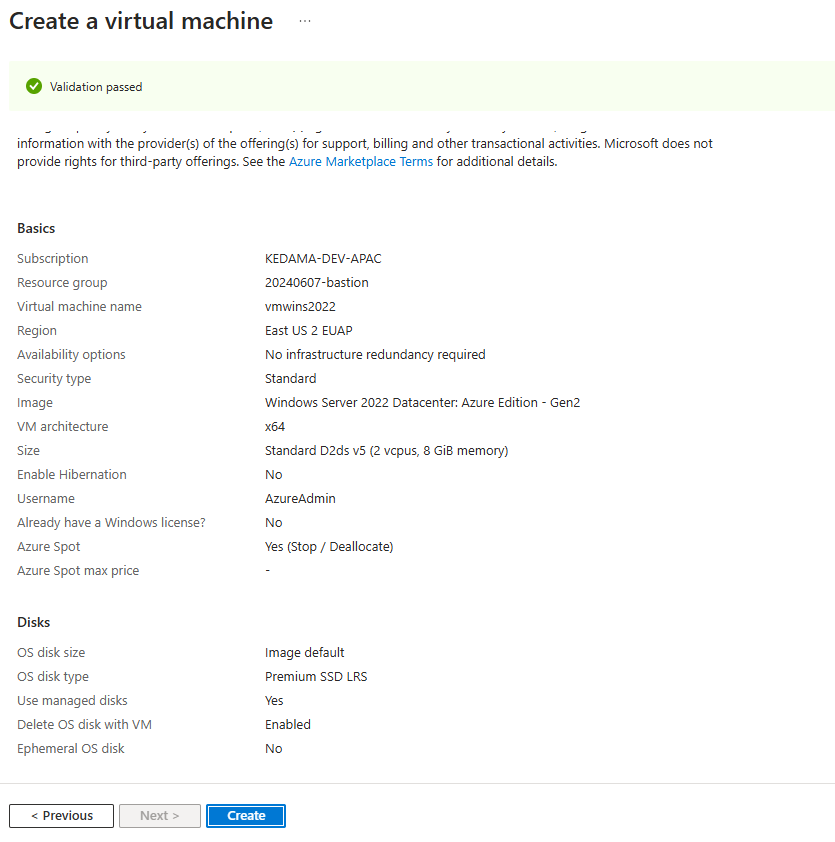 Create a virtual machine ...
Validation passed
information with the provider(s) of the offering(s) for support, billing and other transactional activities. Microsoft does not
provide rights for third-party offerings. See the Azure Marketplace Terms for additional details.
Basics
Subscription KEDAMA-DEV-APAC
Resource group 20240607-bastion
Virtual machine name vmwins2022
Region East US 2 EUAP
Availability options No infrastructure redundancy required
Security type Standard
Image Windows Server 2022 Datacenter: Azure Edition - Gen2
VM architecture x64
Size Standard D2ds v5 (2 vcpus, 8 GiB memory)
Enable Hibernation No
Username AzureAdmin
Already have a Windows license? No
Azure Spot Yes (Stop / Deallocate)
Azure Spot max price -
Disks
OS disk size Image default
OS disk type Premium SSD LRS
Use managed disks Yes
Delete OS disk with VM Enabled
Ephemeral OS disk No
< Previous Next > Create